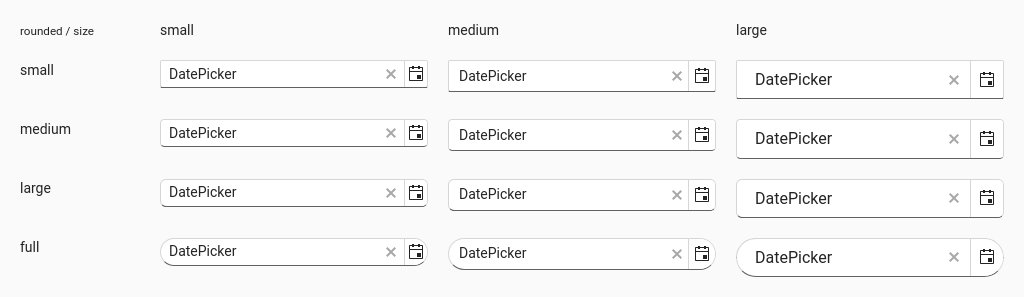 rounded / size small medium large
small DatePicker DatePicker DatePicker
medium DatePicker DatePicker DatePicker
large DatePicker DatePicker DatePicker
full DatePicker DatePicker DatePicker